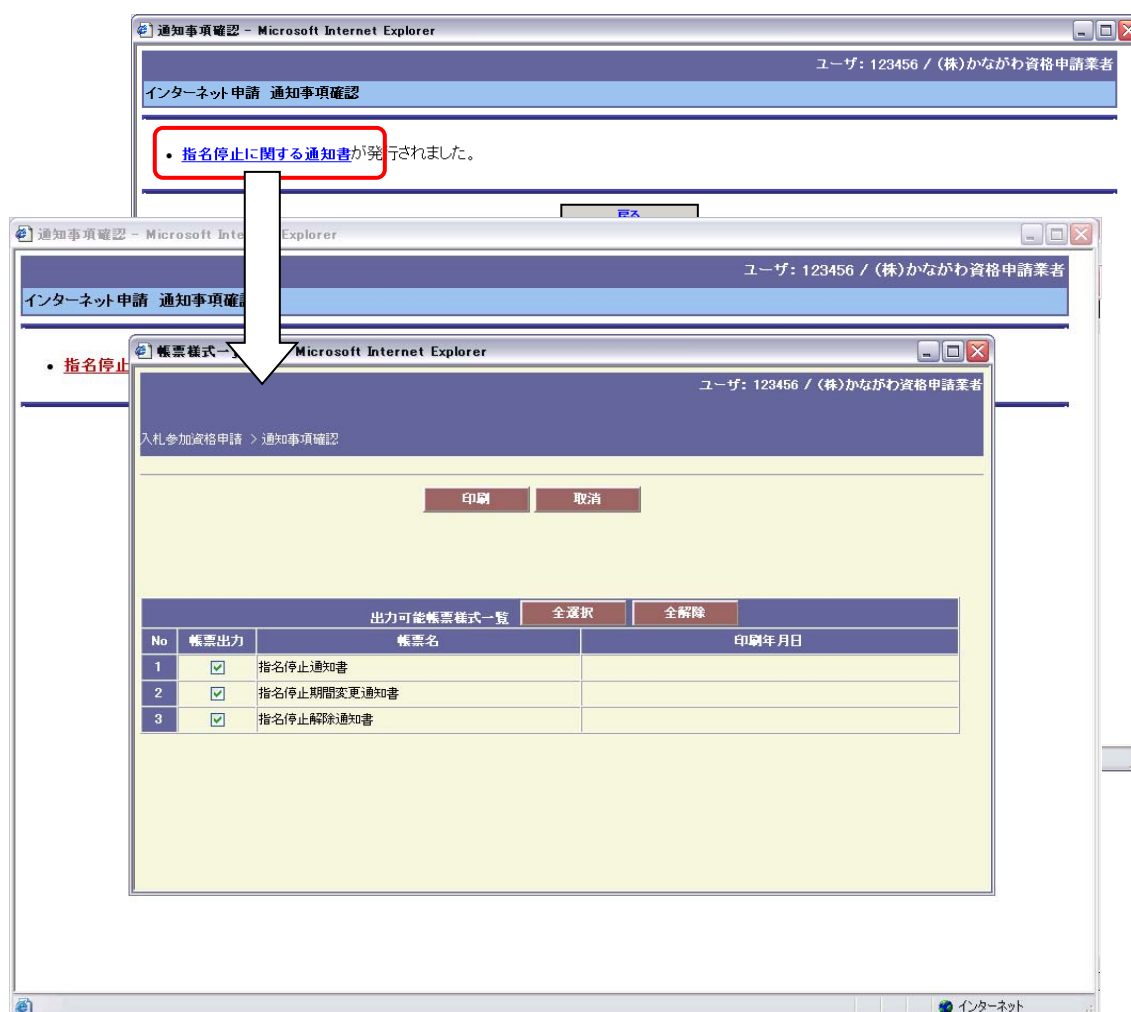 通知事項確認 - Microsoft Internet Explorer
ユーザ: 123456 / (株)かながわ資格申請業者
インターネット申請 通知事項確認
• 指名停止に関する通知書が発行されました。
戻る
通知事項確認 - Microsoft Inte Explorer
ユーザ: 123456 / (株)かながわ資格申請業者
インターネット申請 通知事項確認
• 指名停止
帳票様式一 Microsoft Internet Explorer
ユーザ: 123456 / (株)かながわ資格申請業者
入札参加資格申請 > 通知事項確認
印刷 取消
出力可能帳票様式一覧 全選択 全解除
No 帳票出力 帳票名 印刷年月日
1 指名停止通知書
2 指名停止期間変更通知書
3 指名停止解除通知書
インターネット